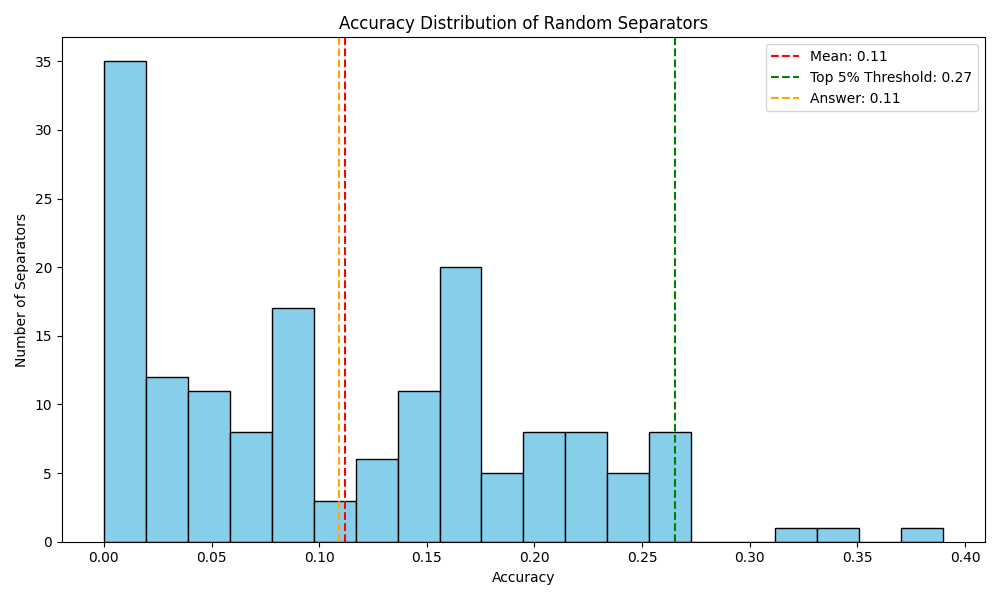 Accuracy Distribution of Random Separators
Mean: 0.11
Top 5% Threshold: 0.27
Answer: 0.11
Number of Separators
35
30
25
20
15
10
5
0
0.00 0.05 0.10 0.15 0.20 0.25 0.30 0.35 0.40
Accuracy